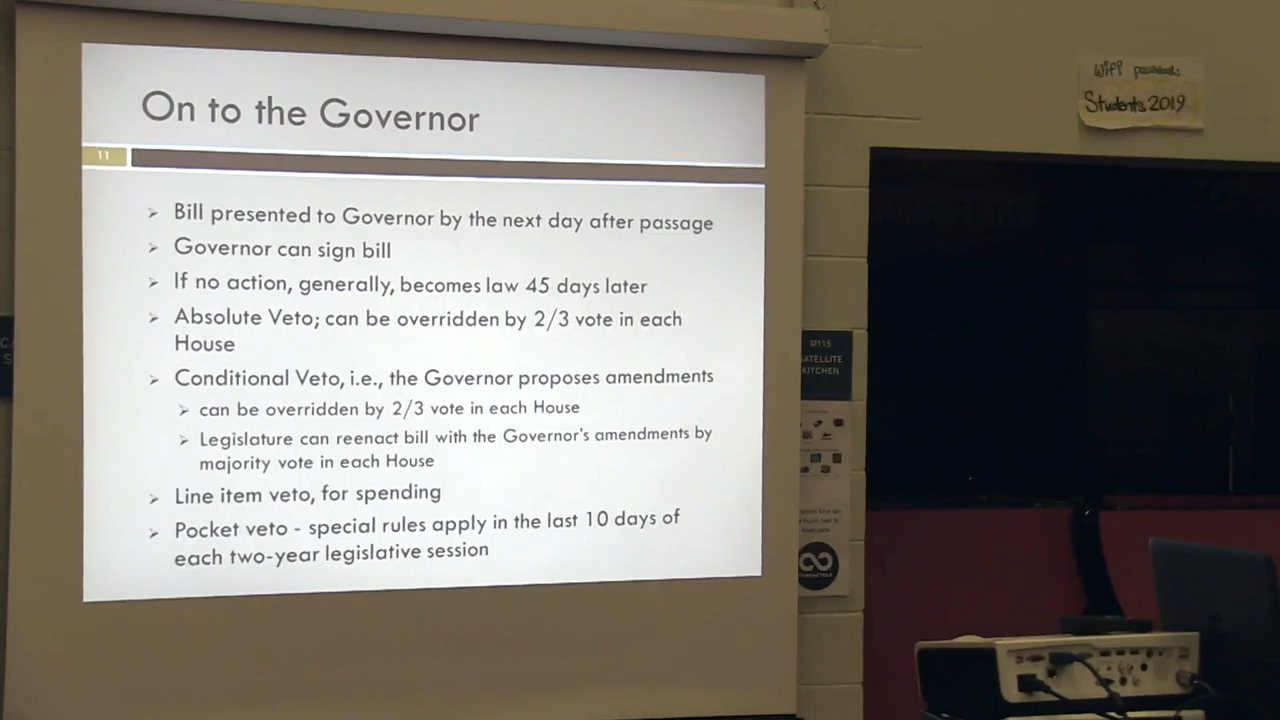 On to the Governor
11
Bill presented to Governor by the next day after passage
Governor can sign bill
If no action, generally, becomes law 45 days later
Absolute Veto; can be overridden by 2/3 vote in each
House
Conditional Veto, i.e., the Governor proposes amendments
can be overridden by 2/3 vote in each House
Legislature can reenact bill with the Governor's amendments by
majority vote in each House
Line item veto, for spending
Pocket veto - special rules apply in the last 10 days of
each two-year legislative session
Wifi
Students 2019
M115
SATELLITE
KITCHEN